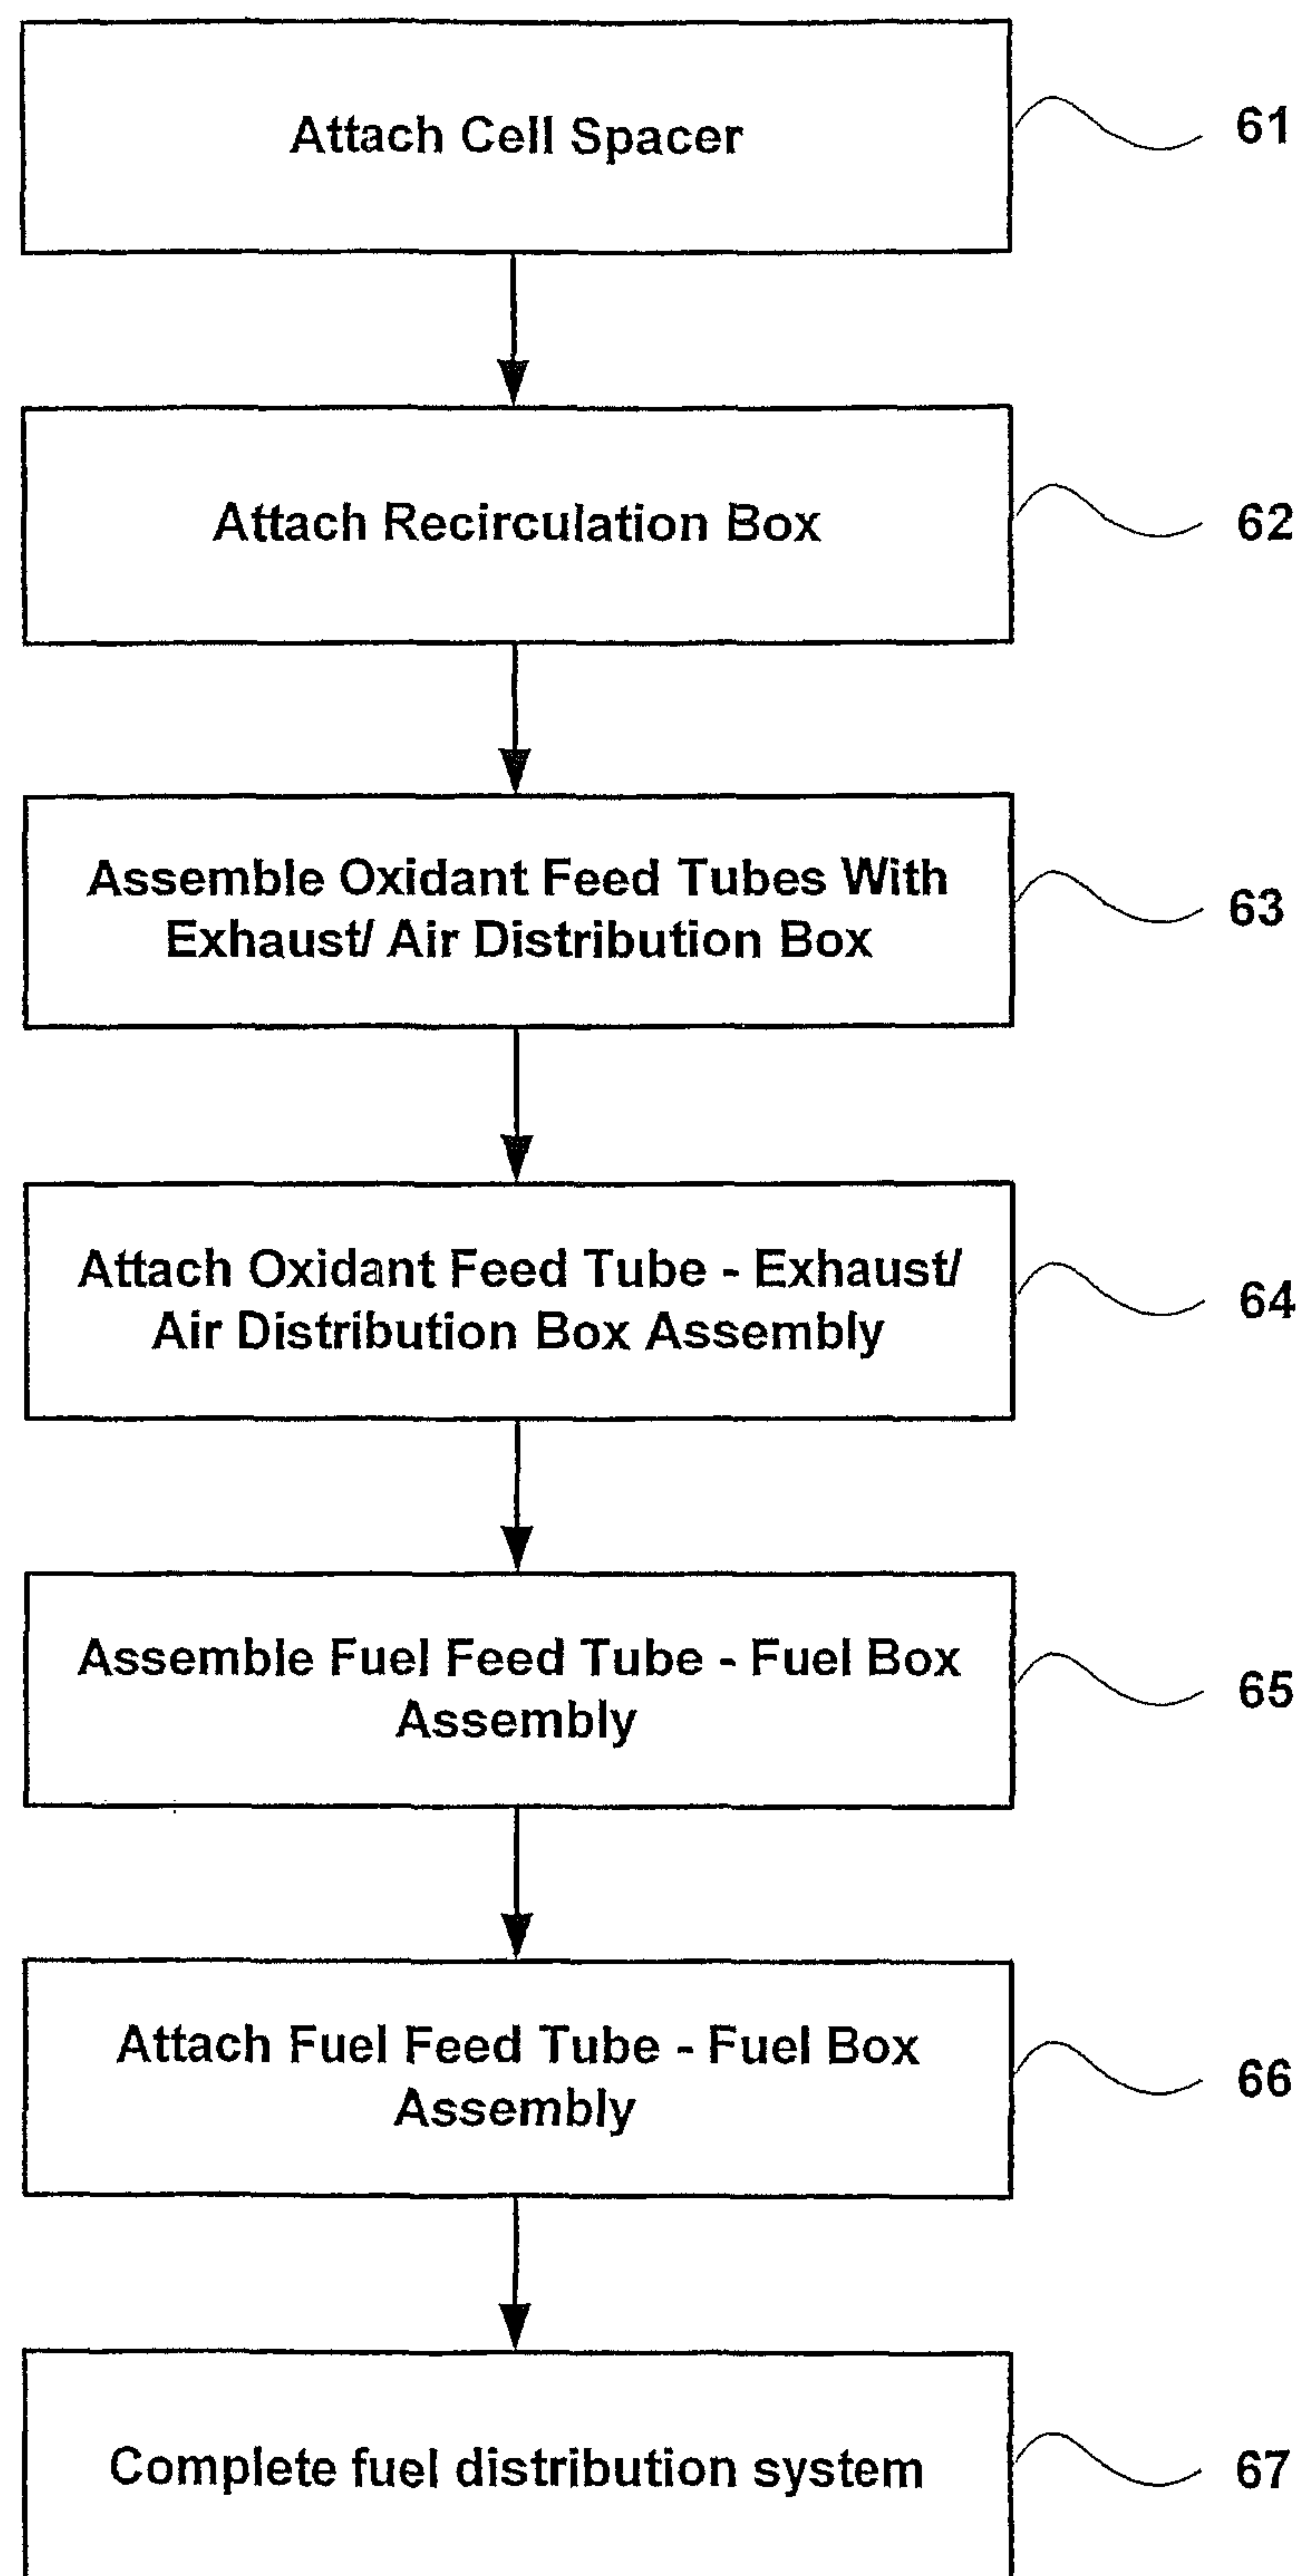 Attach Cell Spacer
61
Attach Recirculation Box
62
Assemble Oxidant Feed Tubes With
Exhaust/ Air Distribution Box
63
Attach Oxidant Feed Tube - Exhaust/
Air Distribution Box Assembly
64
Assemble Fuel Feed Tube - Fuel Box
Assembly
65
Attach Fuel Feed Tube - Fuel Box
Assembly
66
Complete fuel distribution system
67